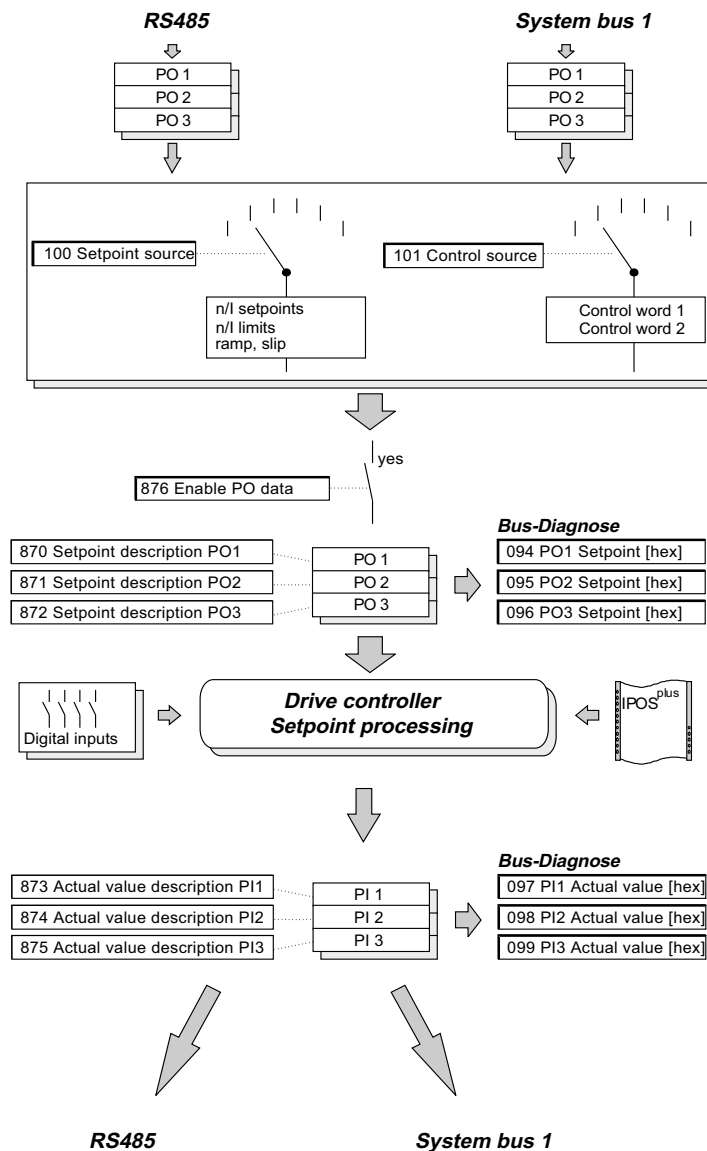 RS485
System bus 1
PO 1
PO 2
PO 3
PO 1
PO 2
PO 3
100 Setpoint source
101 Control source
n/I setpoints
n/I limits
ramp, slip
Control word 1
Control word 2
yes
876 Enable PO data
870 Setpoint description PO1
871 Setpoint description PO2
872 Setpoint description PO3
PO 1
PO 2
PO 3
Bus-Diagnose
094 PO1 Setpoint [hex]
095 PO2 Setpoint [hex]
096 PO3 Setpoint [hex]
Digital inputs
Drive controller
Setpoint processing
IPOSplus
873 Actual value description PI1
874 Actual value description PI2
875 Actual value description PI3
PI 1
PI 2
PI 3
Bus-Diagnose
097 PI1 Actual value [hex]
098 PI2 Actual value [hex]
099 PI3 Actual value [hex]
RS485
System bus 1